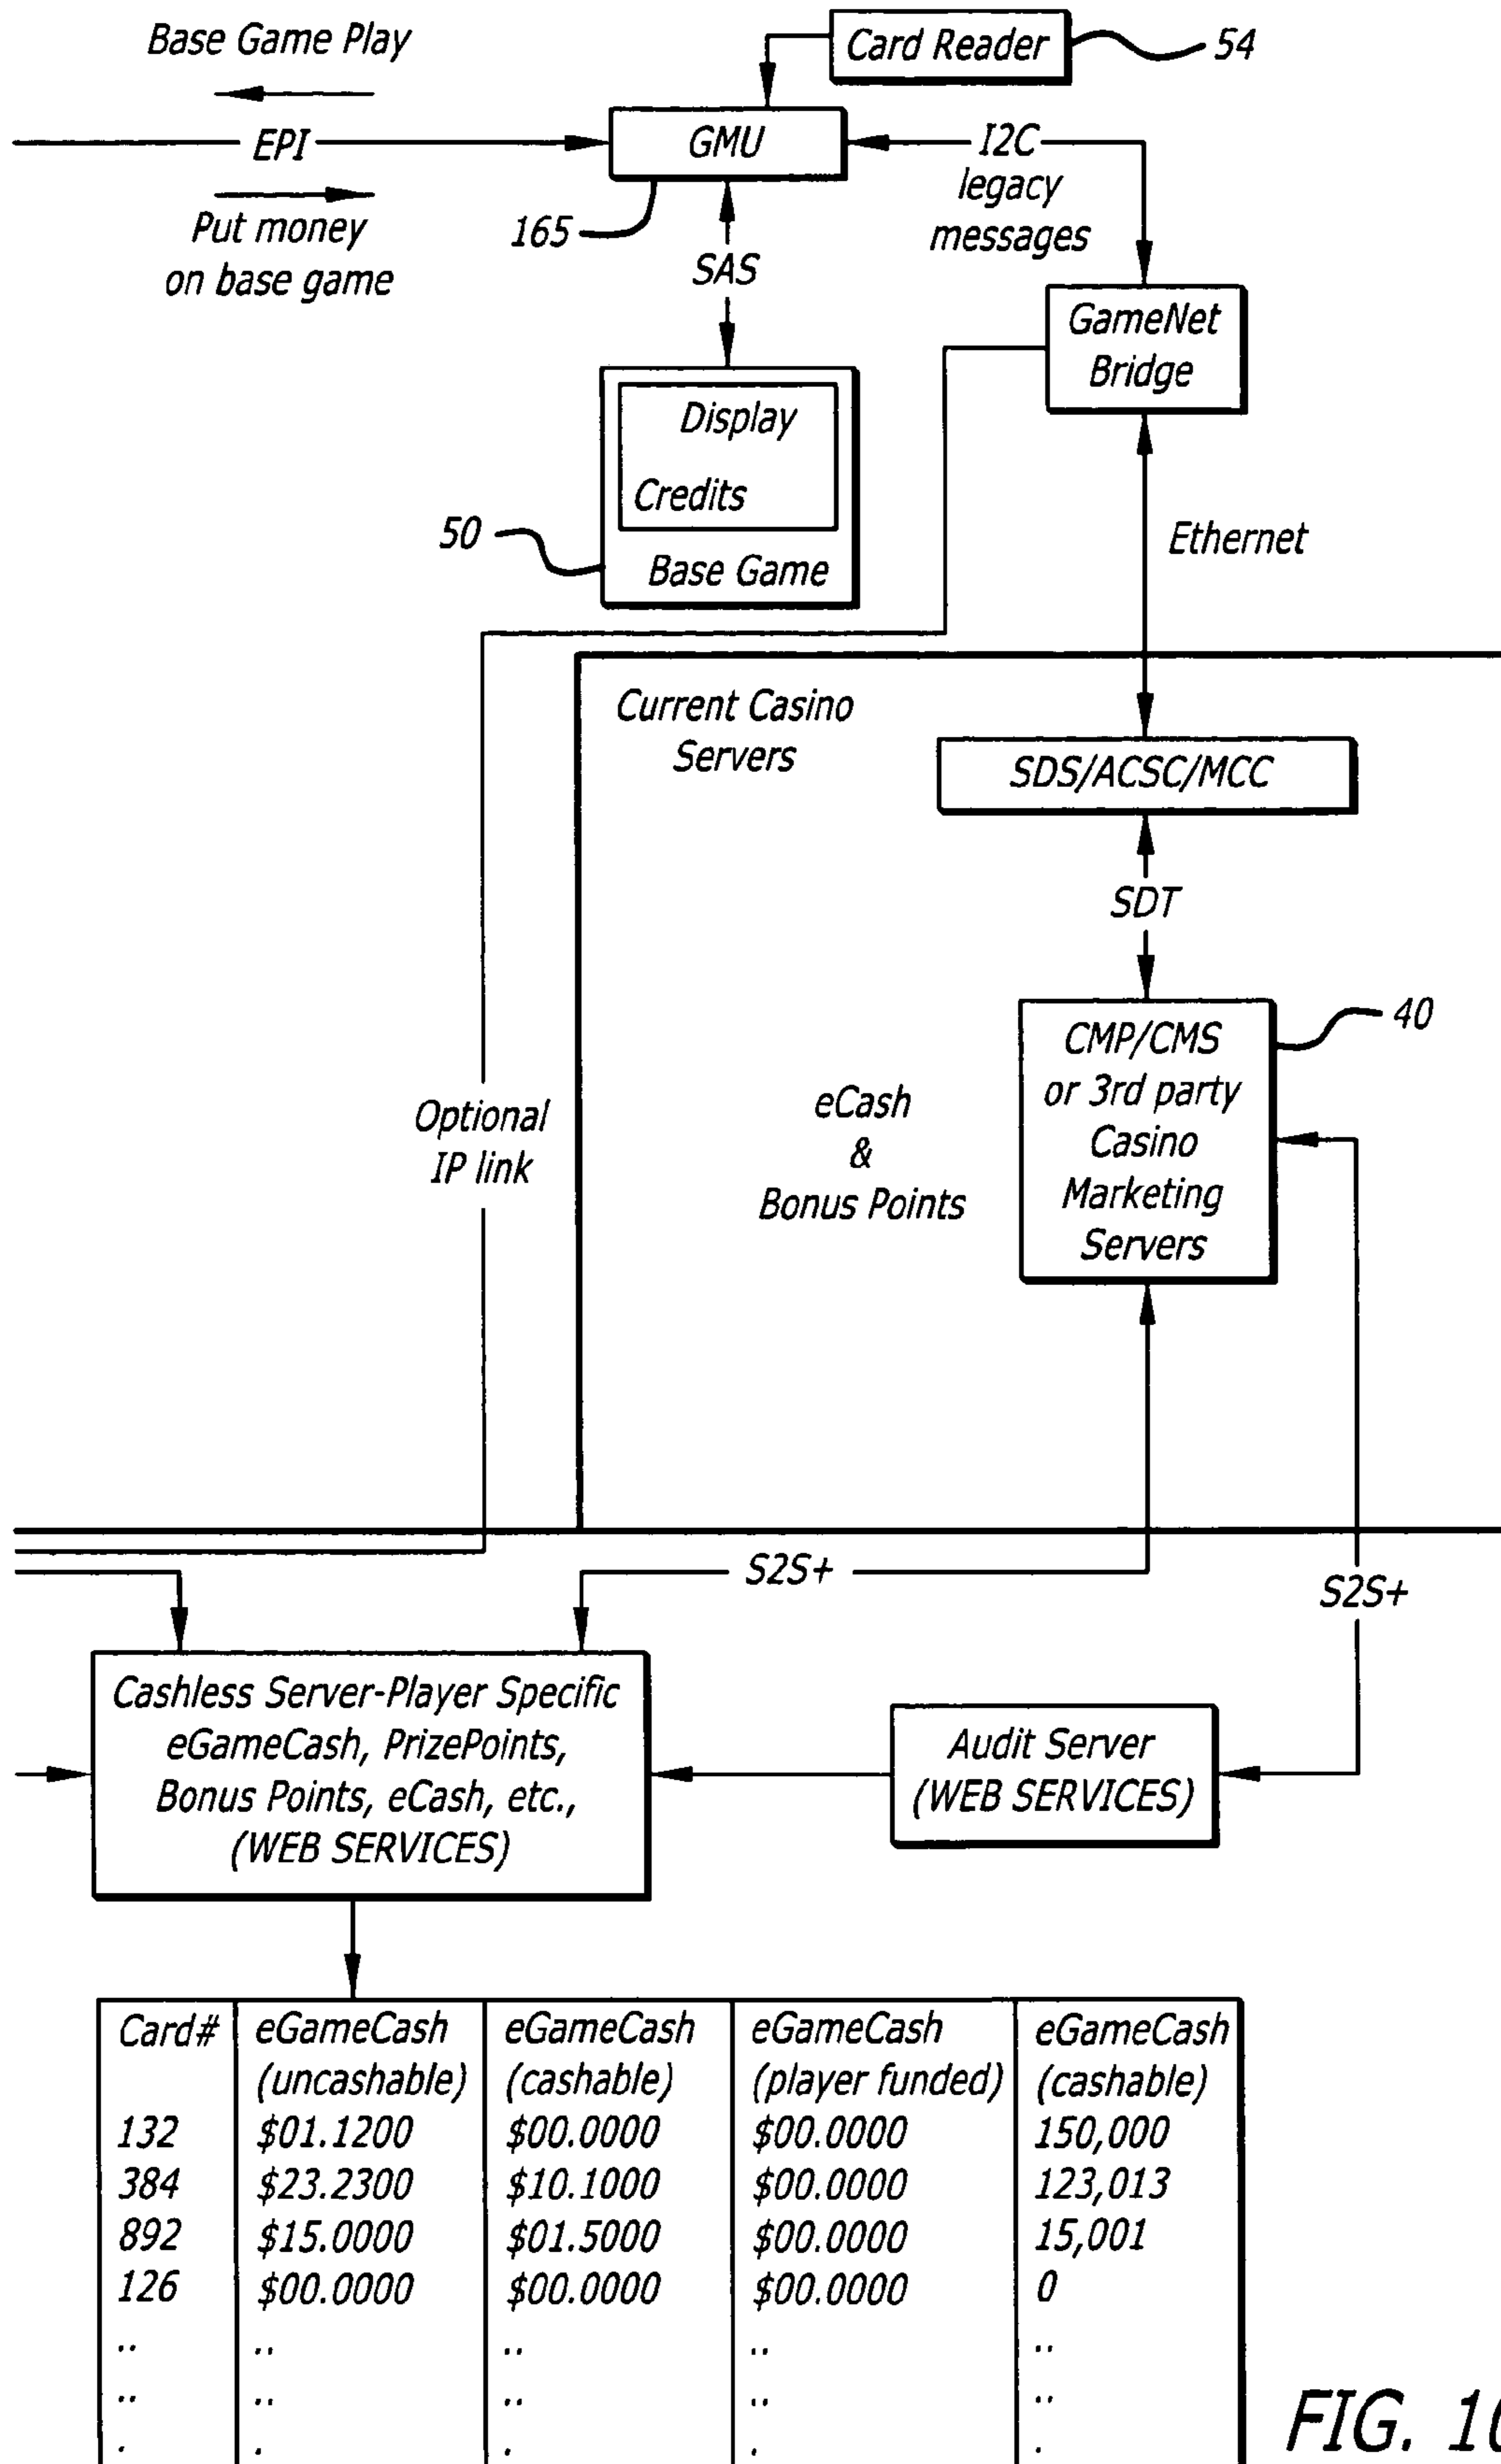 Base Game Play
Card Reader
54
EPI
GMU
I2C
legacy
messages
Put money
on base game
165
SAS
GameNet
Bridge
Display
Credits
50
Base Game
Ethernet
Current Casino
Servers
SDS/ACSC/MCC
SDT
40
CMP/CMS
or 3rd party
Casino
Marketing
Servers
eCash
&
Bonus Points
Optional
IP link
S2S+
S2S+
Cashless Server-Player Specific
eGameCash, PrizePoints,
Bonus Points, eCash, etc.,
(WEB SERVICES)
Audit Server
(WEB SERVICES)
Card# eGameCash eGameCash eGameCash eGameCash
(uncashable) (cashable) (player funded) (cashable)
132 $01.1200 $00.0000 $00.0000 150,000
384 $23.2300 $10.1000 $00.0000 123,013
892 $15.0000 $01.5000 $00.0000 15,001
126 $00.0000 $00.0000 $00.0000 0
.. .. .. .. ..
.. .. .. .. ..
. . . . .
FIG. 10